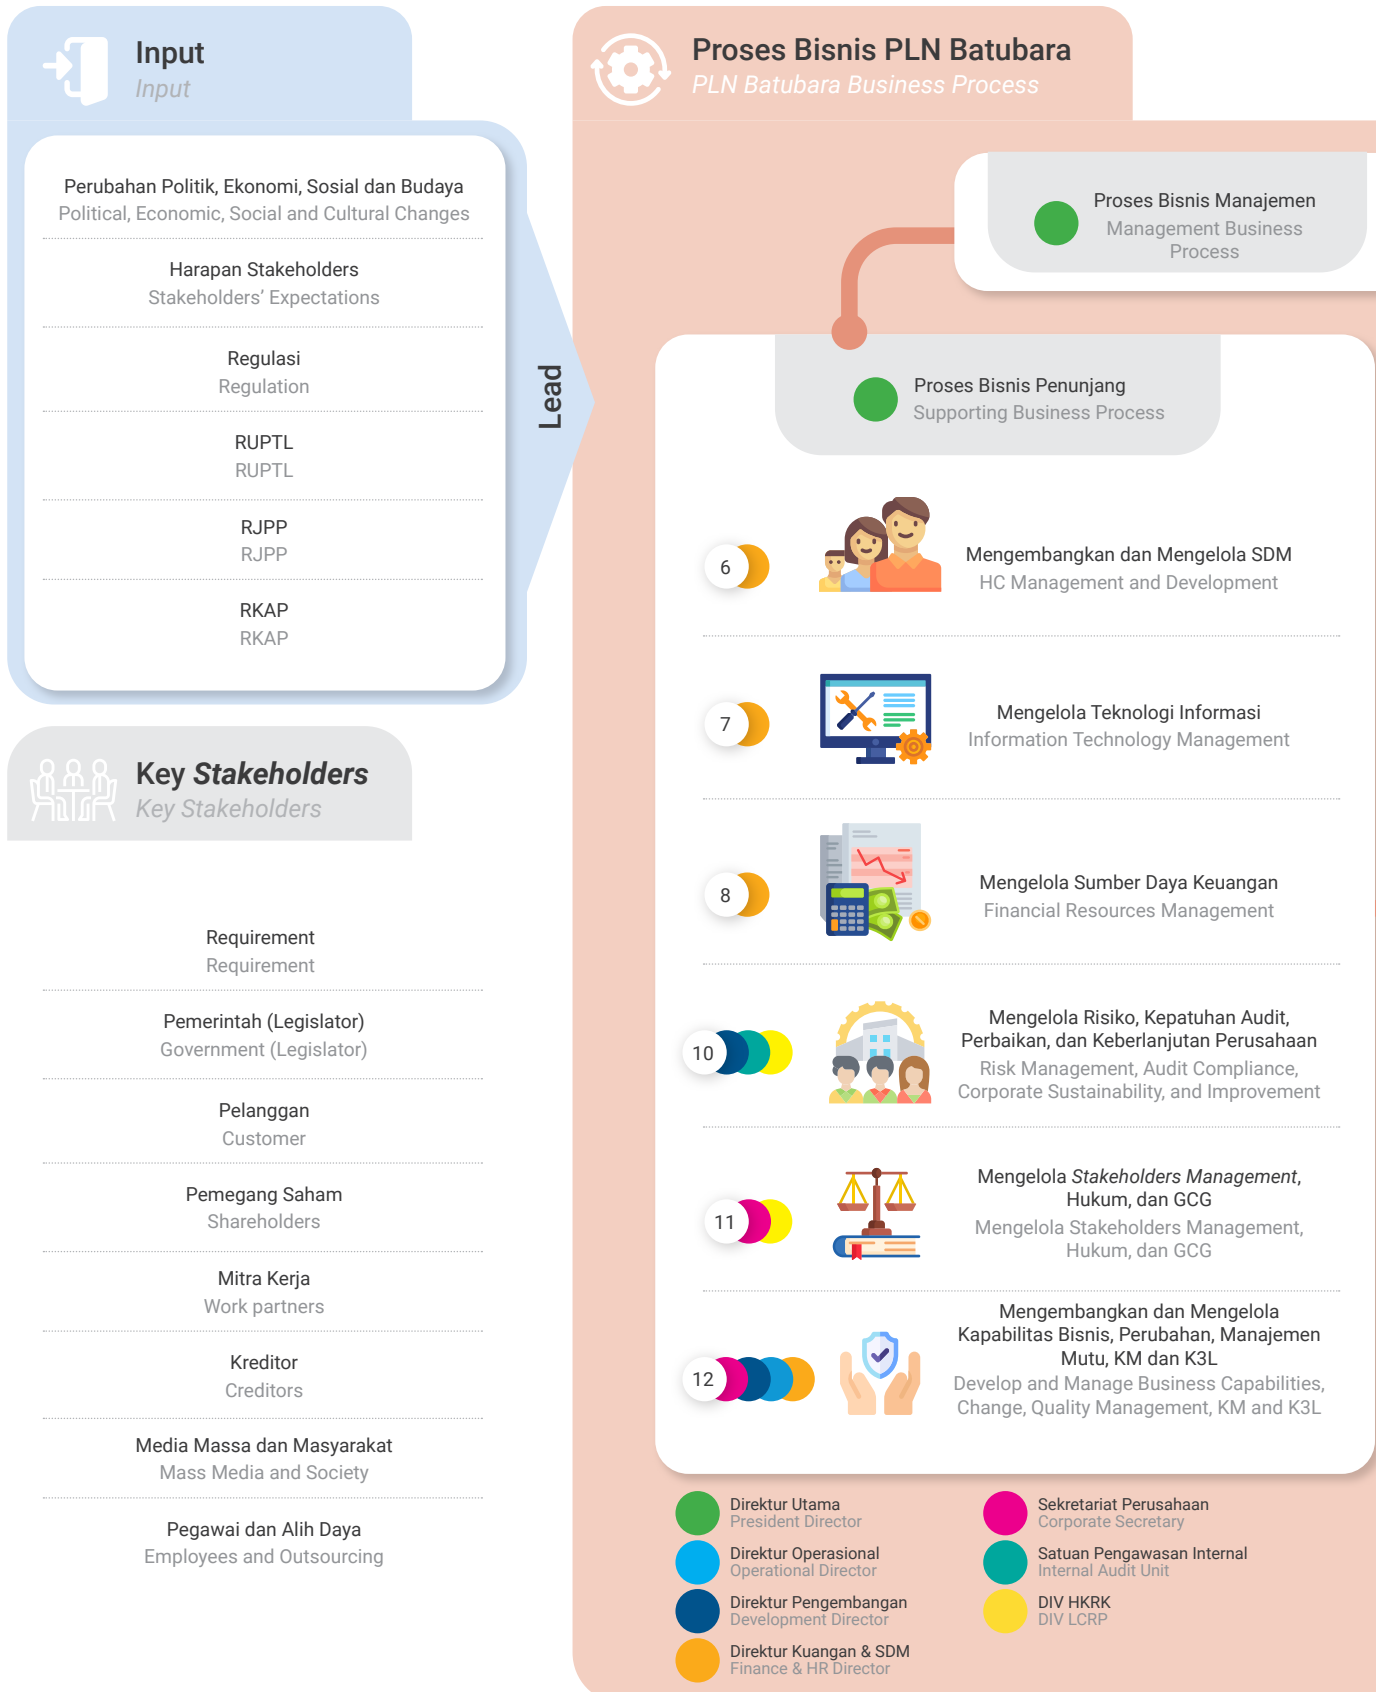 Input
Input
Perubahan Politik, Ekonomi, Sosial dan Budaya
Political, Economic, Social and Cultural Changes
Harapan Stakeholders
Stakeholders' Expectations
Regulasi
Regulation
RUPTL
RUPTL
RJPP
RJPP
RKAP
RKAP
Lead
Key Stakeholders
Key Stakeholders
Requirement
Requirement
Pemerintah (Legislator)
Government (Legislator)
Pelanggan
Customer
Pemegang Saham
Shareholders
Mitra Kerja
Work partners
Kreditor
Creditors
Media Massa dan Masyarakat
Mass Media and Society
Pegawai dan Alih Daya
Employees and Outsourcing
Proses Bisnis PLN Batubara
PLN Batubara Business Process
Proses Bisnis Manajemen
Management Business
Process
Proses Bisnis Penunjang
Supporting Business Process
6
Mengembangkan dan Mengelola SDM
HC Management and Development
7
Mengelola Teknologi Informasi
Information Technology Management
8
Mengelola Sumber Daya Keuangan
Financial Resources Management
10
Mengelola Risiko, Kepatuhan Audit,
Perbaikan, dan Keberlanjutan Perusahaan
Risk Management, Audit Compliance,
Corporate Sustainability, and Improvement
11
Mengelola Stakeholders Management,
Hukum, dan GCG
Mengelola Stakeholders Management,
Hukum, dan GCG
12
Mengembangkan dan Mengelola
Kapabilitas Bisnis, Perubahan, Manajemen
Mutu, KM dan K3L
Develop and Manage Business Capabilities,
Change, Quality Management, KM and K3L
Direktur Utama
President Director
Direktur Operasional
Operational Director
Direktur Pengembangan
Development Director
Direktur Kuangan & SDM
Finance & HR Director
Sekretariat Perusahaan
Corporate Secretary
Satuan Pengawasan Internal
Internal Audit Unit
DIV HKRK
DIV LCRP